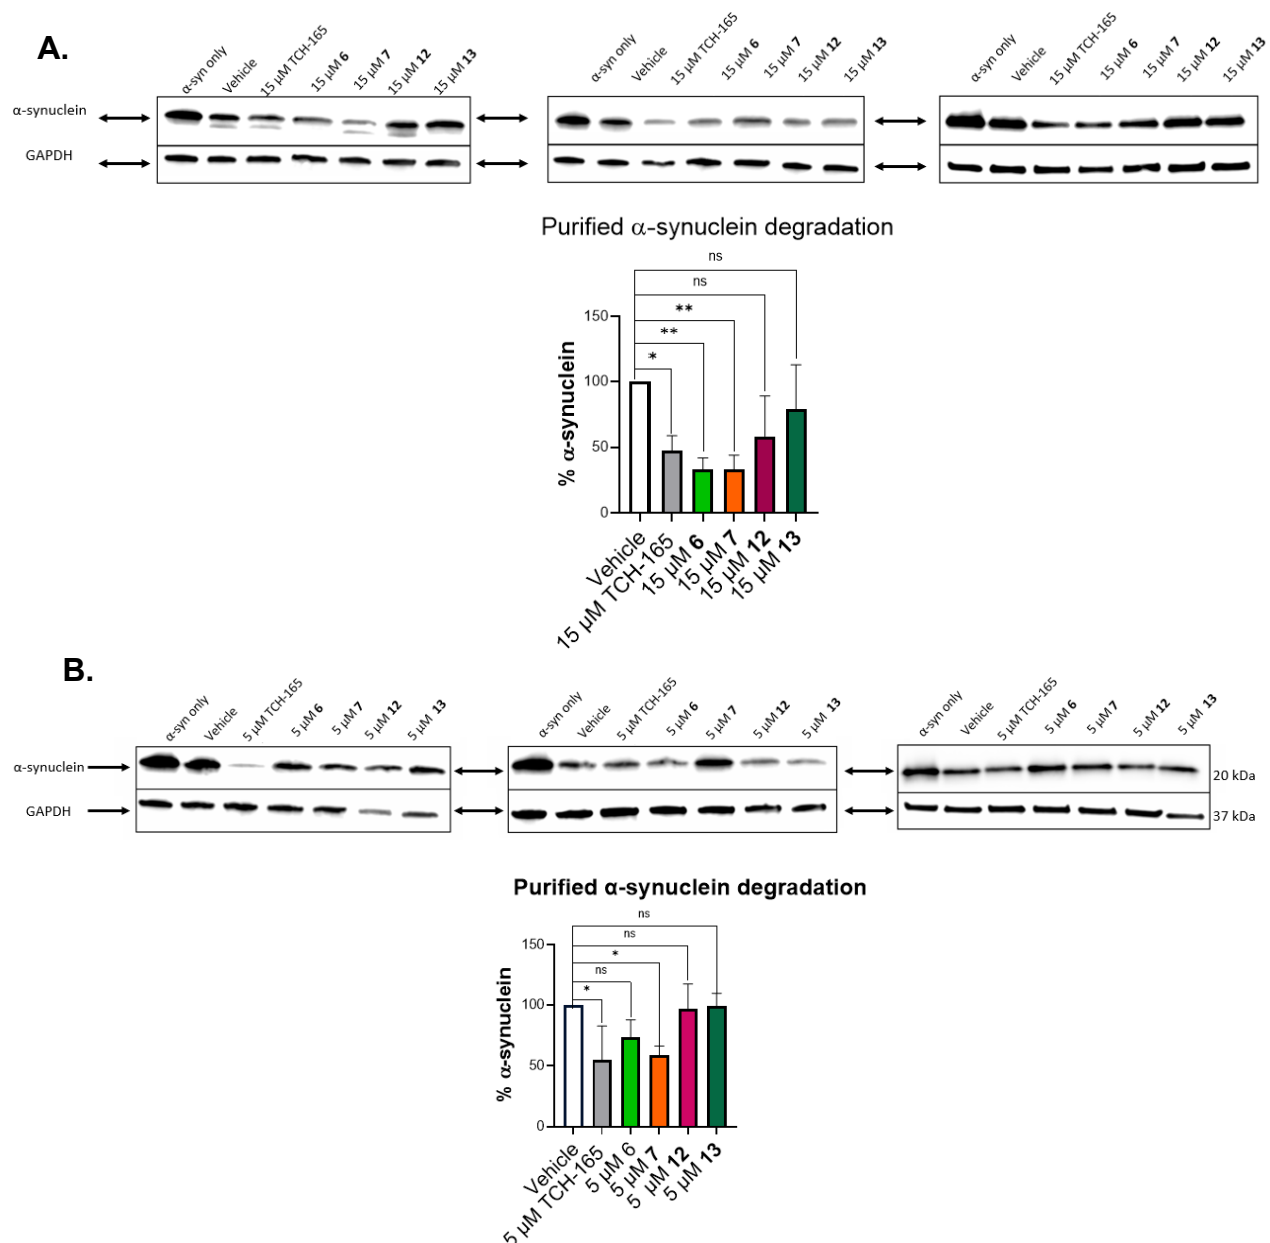 A.
α-syn only Vehicle 15 µM TCH-165 15 µM 6 15 µM 7 15 µM 12 15 µM 13
α-syn only Vehicle 15 µM TCH-165 15 µM 6 15 µM 7 15 µM 12 15 µM 13
α-syn only Vehicle 15 µM TCH-165 15 µM 6 15 µM 7 15 µM 12 15 µM 13
α-synuclein
GAPDH
Purified α-synuclein degradation
ns
ns
**
**
*
150
100
50
0
% α-synuclein
Vehicle
15 µM TCH-165
15 µM 6
15 µM 7
15 µM 12
15 µM 13
B.
α-syn only Vehicle 5 µM TCH-165 5 µM 6 5 µM 7 5 µM 12 5 µM 13
α-syn only Vehicle 5 µM TCH-165 5 µM 6 5 µM 7 5 µM 12 5 µM 13
α-syn only Vehicle 5 µM TCH-165 5 µM 6 5 µM 7 5 µM 12 5 µM 13
α-synuclein
20 kDa
GAPDH
37 kDa
Purified α-synuclein degradation
ns
ns
*
ns
*
150
100
50
0
% α-synuclein
Vehicle
5 µM TCH-165
5 µM 6
5 µM 7
5 µM 12
5 µM 13